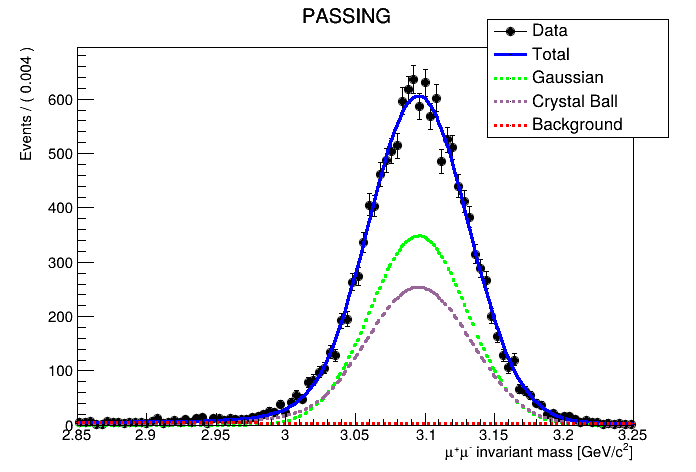 PASSING
Data
Total
Gaussian
Crystal Ball
Background
Events / ( 0.004 )
600
500
400
300
200
100
0
2.85 2.9 2.95 3 3.05 3.1 3.15 3.2 3.25
μ⁺μ⁻ invariant mass [GeV/c²]